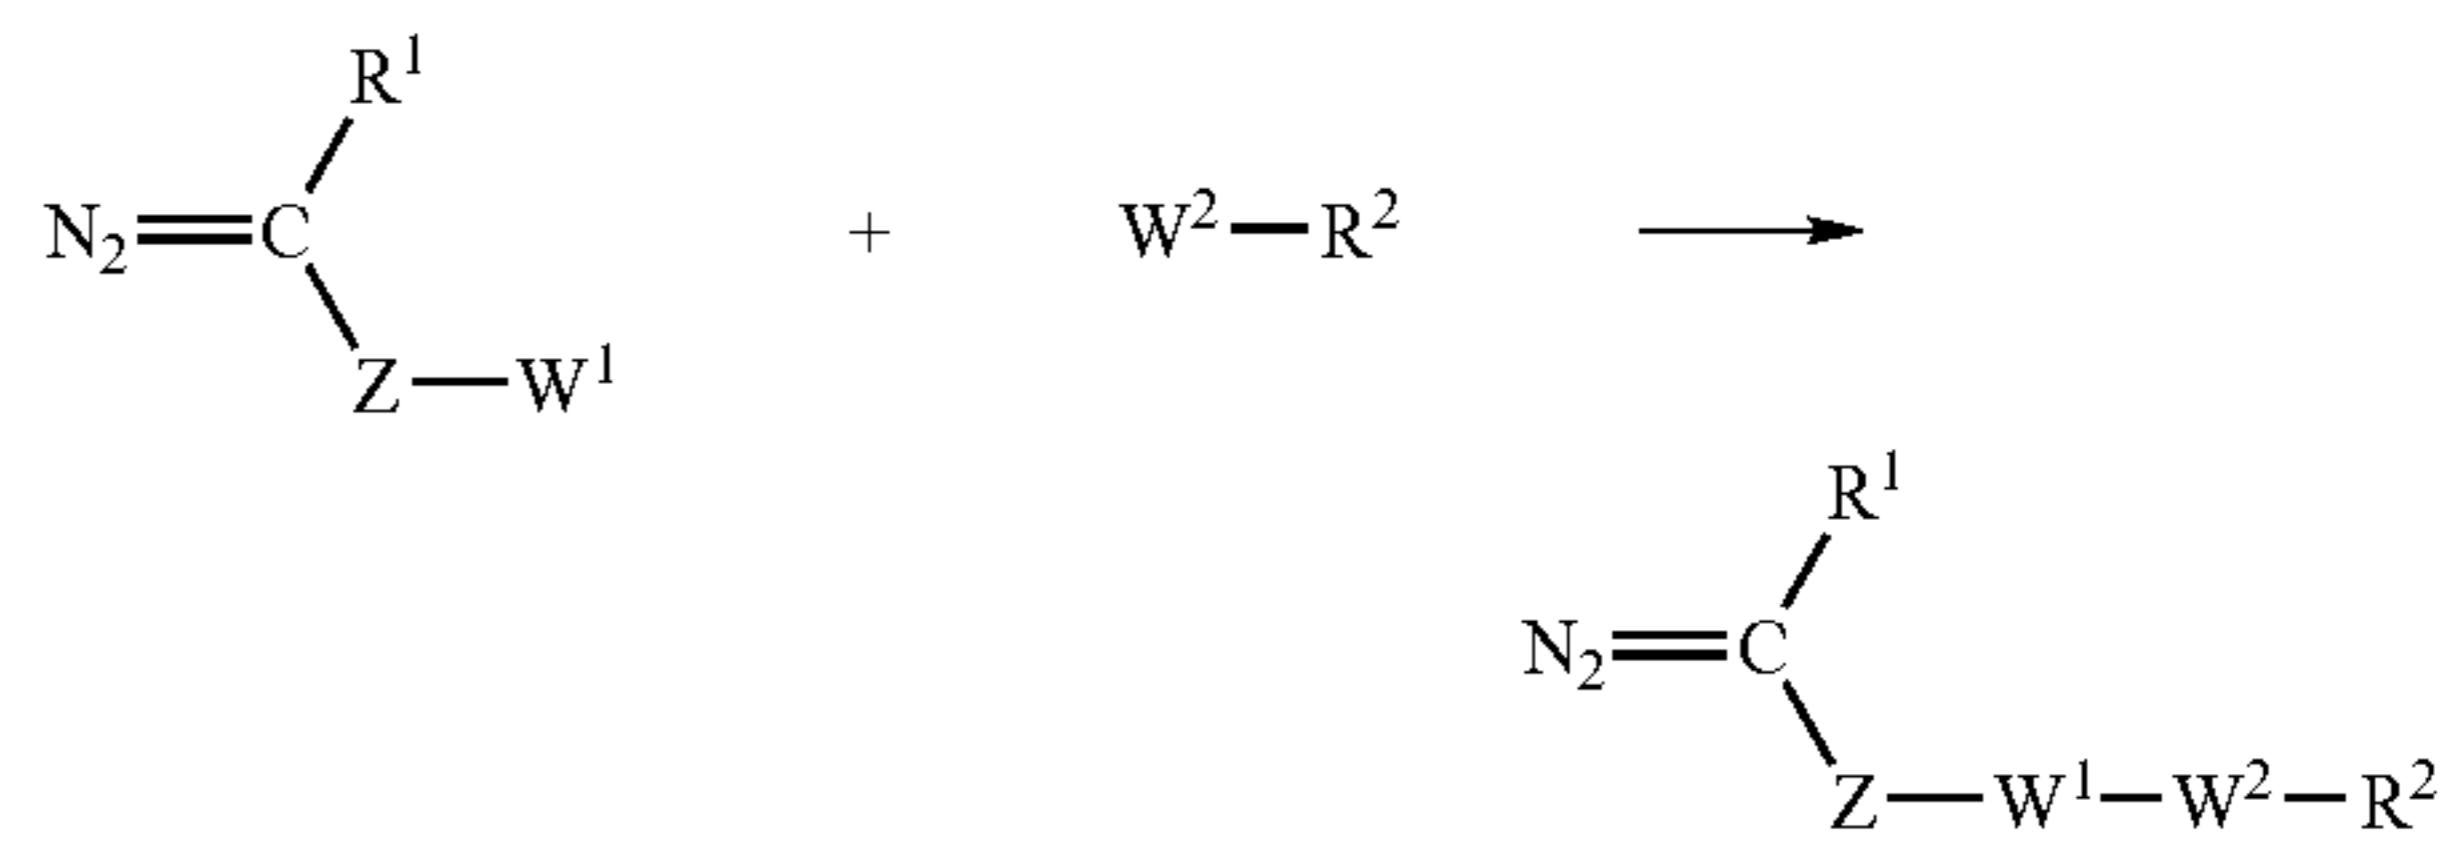 R¹
N₂=C + W²—R² →
Z—W¹
R¹
N₂=C
Z—W¹—W²—R²